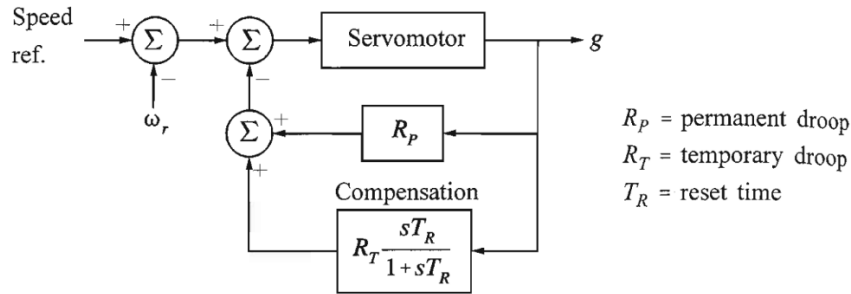 Speed
ref.
+
Σ
−
ω_r
+
Σ
−
Servomotor
g
Σ
+
+
R_P
Compensation
R_T sT_R / 1+sT_R
R_P = permanent droop
R_T = temporary droop
T_R = reset time